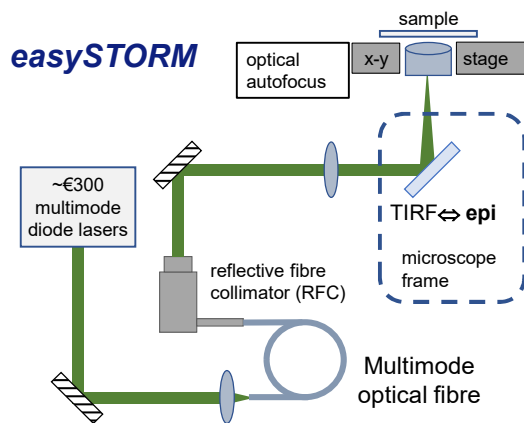 sample
easySTORM
optical
autofocus
x-y
stage
~€300
multimode
diode lasers
TIRF⇔ epi
microscope
frame
reflective fibre
collimator (RFC)
Multimode
optical fibre